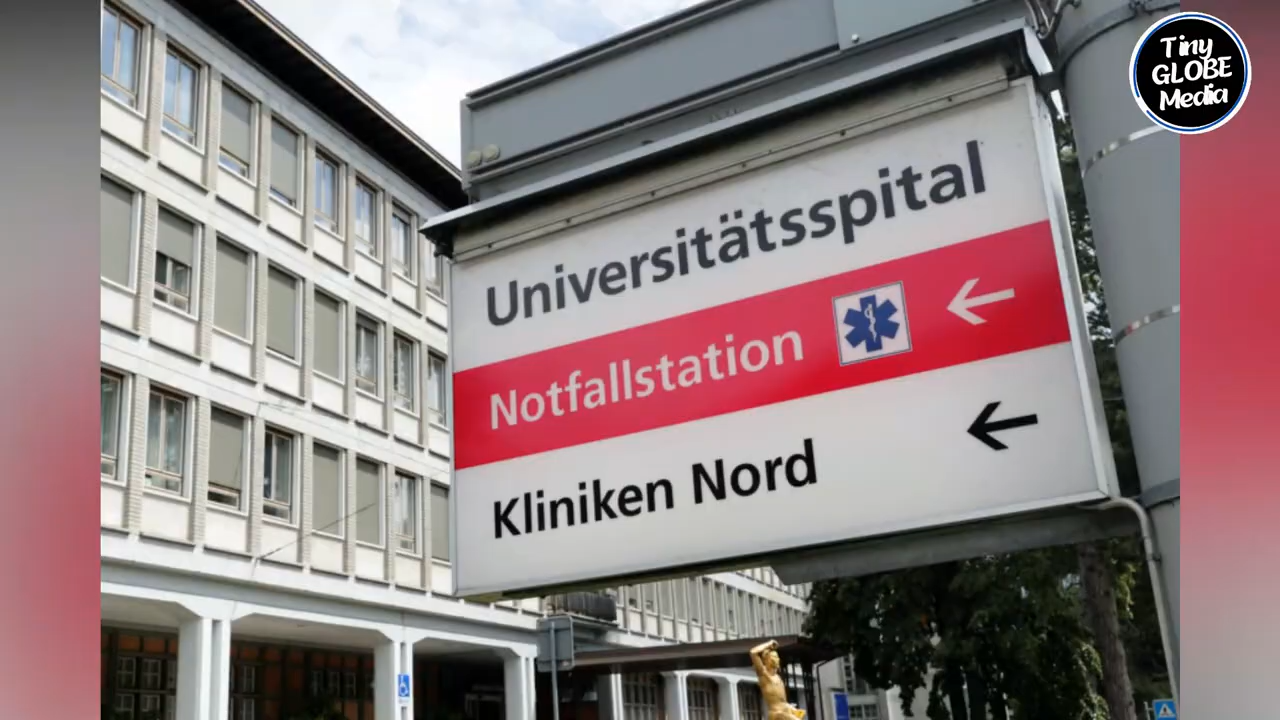 Tiny
GLOBE
Media
Universitätsspital
Notfallstation
Kliniken Nord